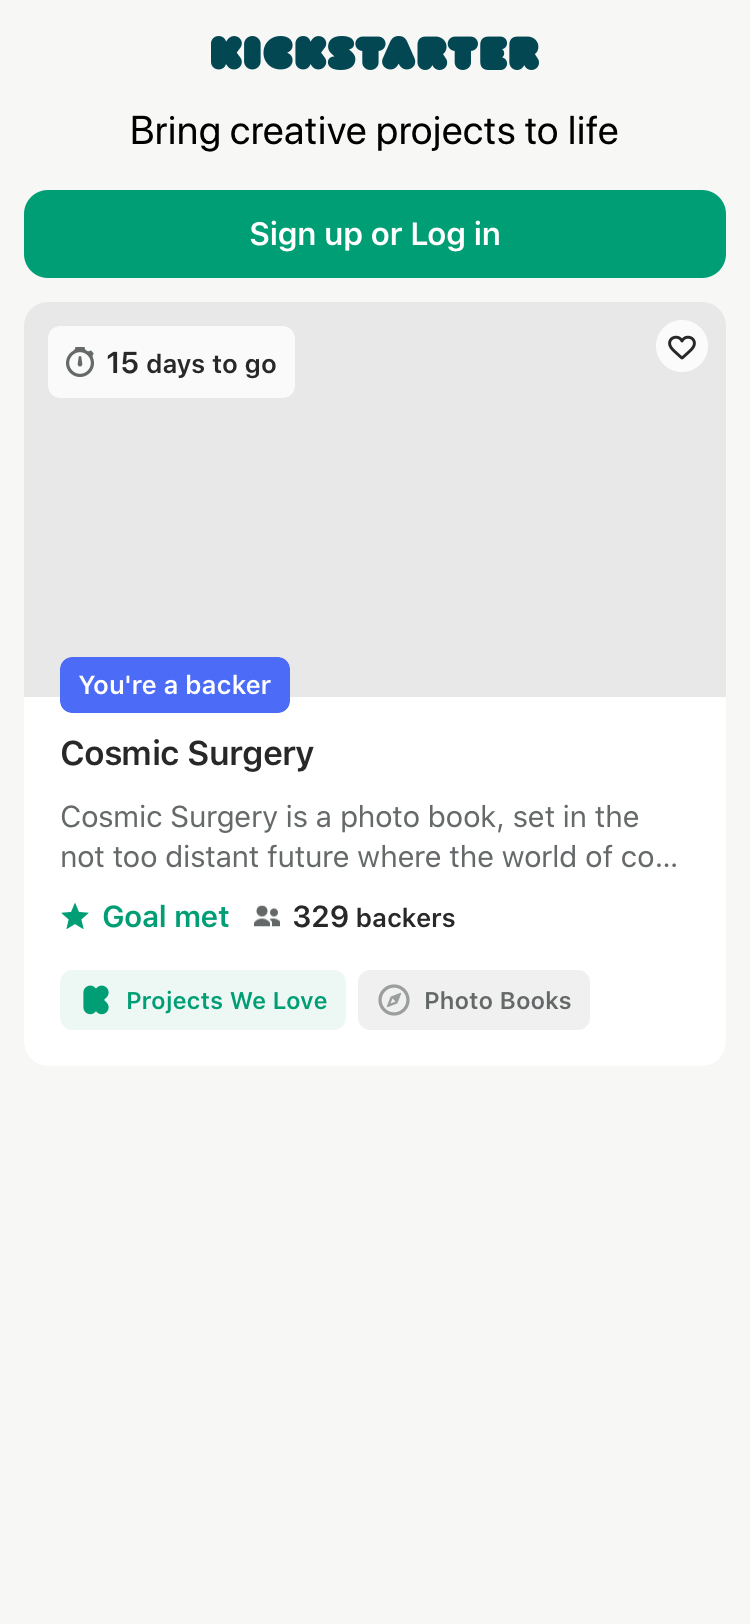 KICKSTARTER
Bring creative projects to life
Sign up or Log in
15 days to go
You're a backer
Cosmic Surgery
Cosmic Surgery is a photo book, set in the
not too distant future where the world of co...
Goal met 329 backers
Projects We Love Photo Books